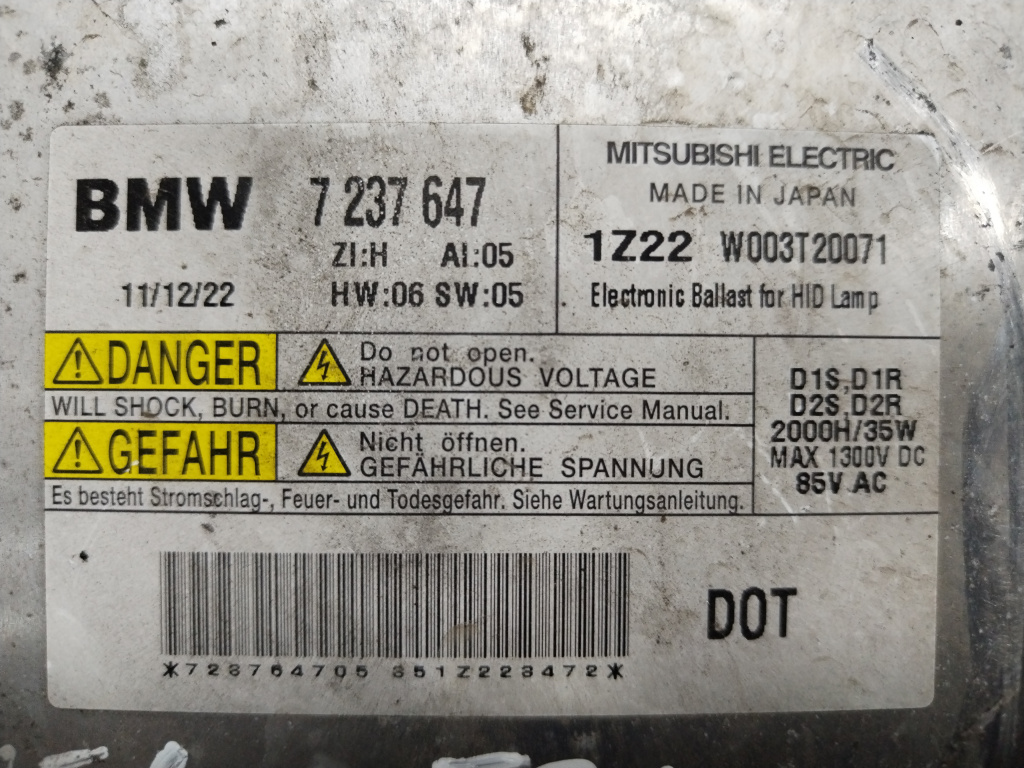 BMW 7 237 647
ZI:H AI:05
11/12/22 HW:06 SW:05
MITSUBISHI ELECTRIC
MADE IN JAPAN
1Z22 W003T20071
Electronic Ballast for HID Lamp
DANGER Do not open.
HAZARDOUS VOLTAGE
WILL SHOCK, BURN, or cause DEATH. See Service Manual.
GEFAHR Nicht öffnen.
GEFÄHRLICHE SPANNUNG
Es besteht Stromschlag-, Feuer- und Todesgefahr. Siehe Wartungsanleitung.
D1S,D1R
D2S,D2R
2000H/35W
MAX 1300V DC
85V AC
*723764705 351Z223472*
DOT